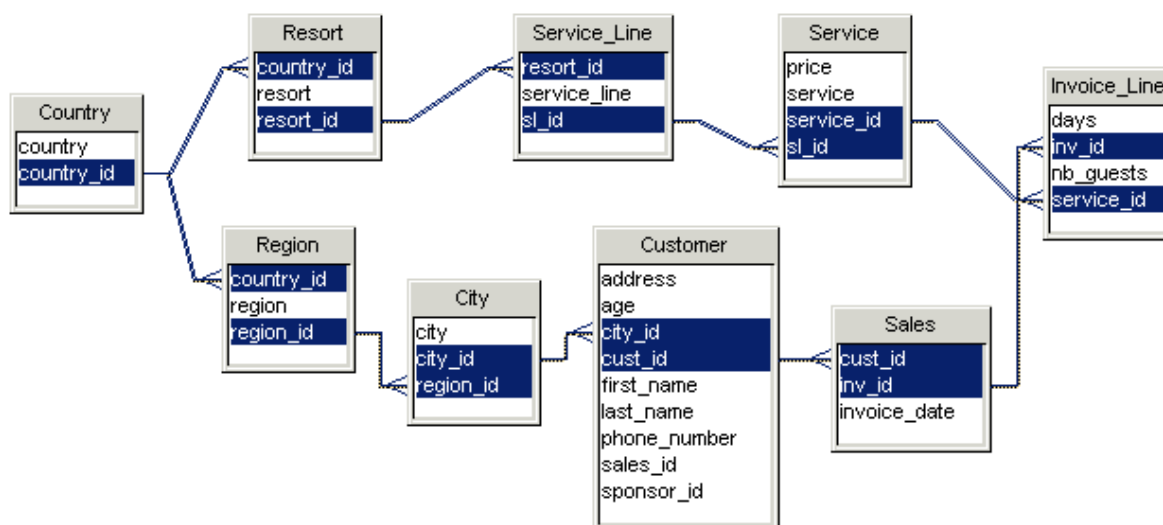 Resort
country_id
resort
resort_id
Service_Line
resort_id
service_line
sl_id
Service
price
service
service_id
sl_id
Invoice_Line
days
inv_id
nb_guests
service_id
Country
country
country_id
Region
country_id
region
region_id
City
city
city_id
region_id
Customer
address
age
city_id
cust_id
first_name
last_name
phone_number
sales_id
sponsor_id
Sales
cust_id
inv_id
invoice_date